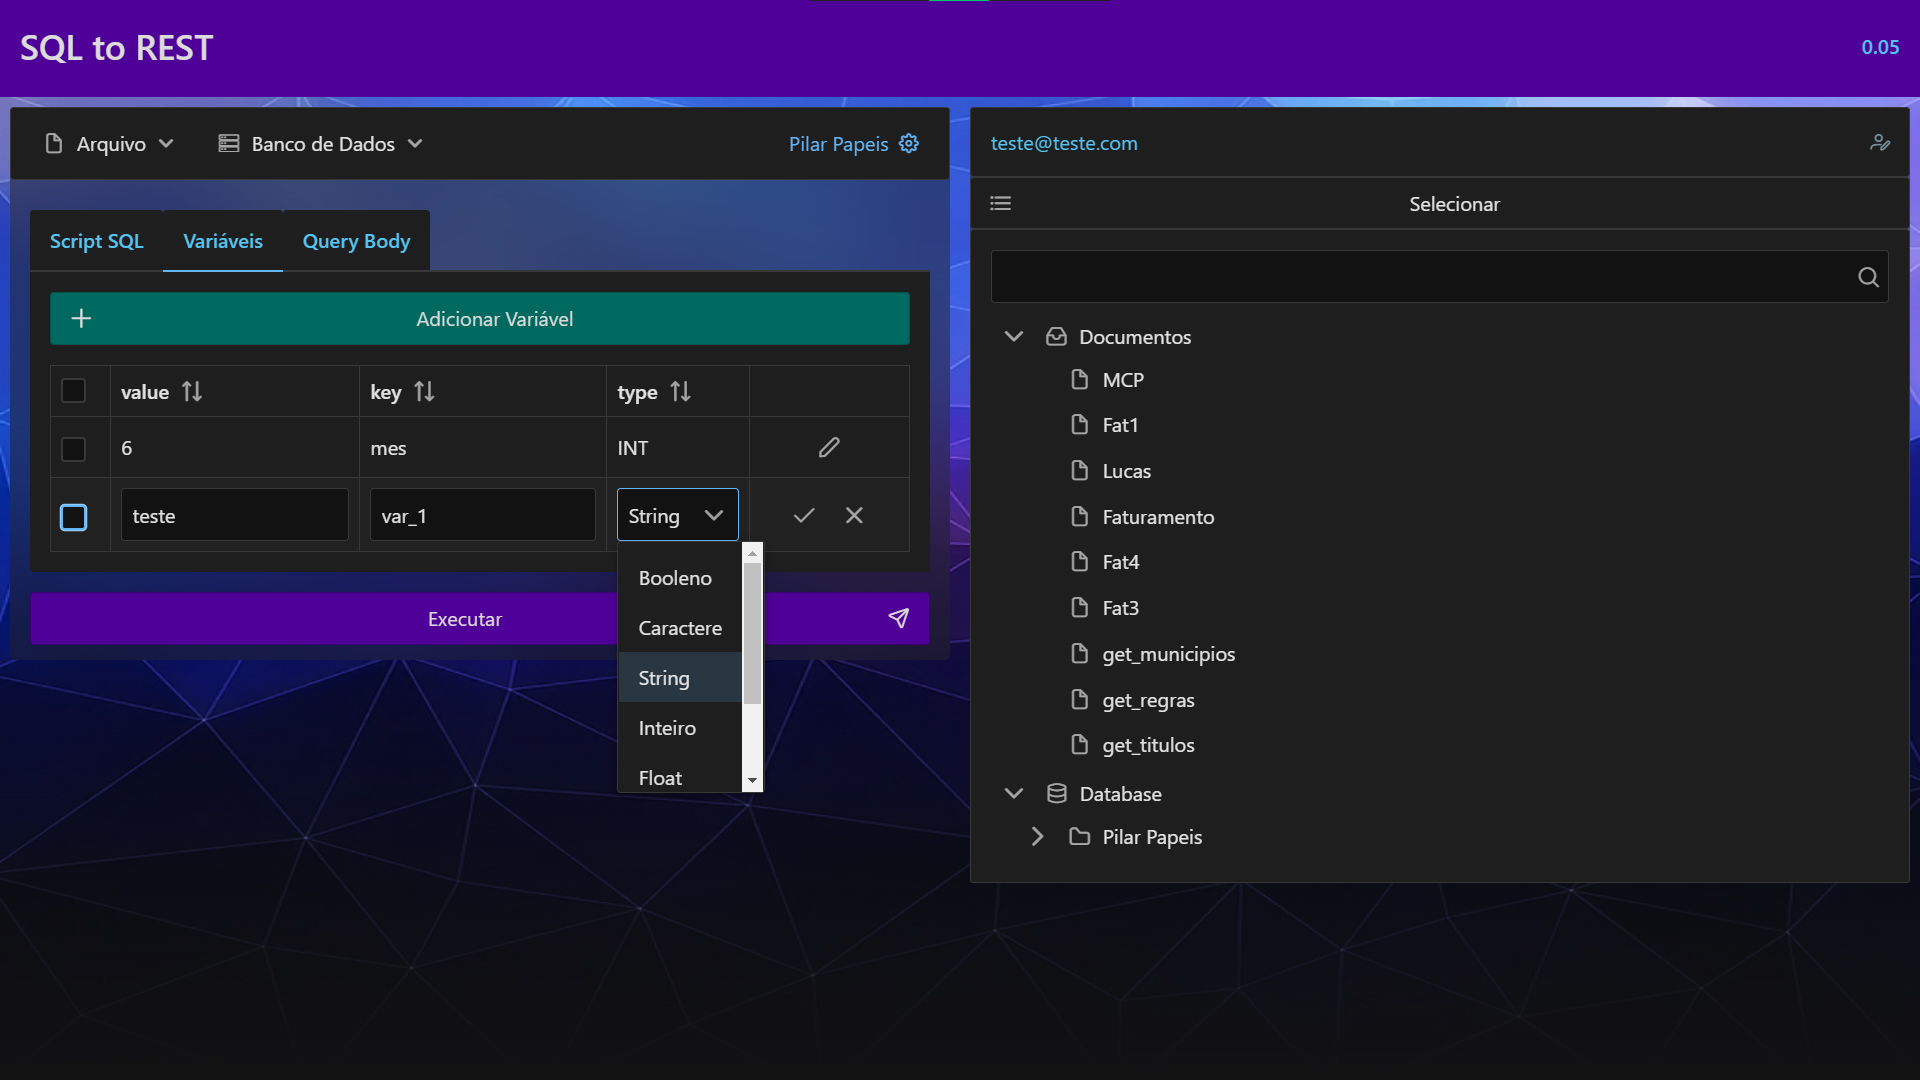 SQL to REST
0.05
Arquivo
Banco de Dados
Pilar Papeis
Script SQL
Variáveis
Query Body
Adicionar Variável
value
key
type
6
mes
INT
teste
var_1
String
Booleno
Caractere
String
Inteiro
Float
Executar
teste@teste.com
Selecionar
Documentos
MCP
Fat1
Lucas
Faturamento
Fat4
Fat3
get_municipios
get_regras
get_titulos
Database
Pilar Papeis